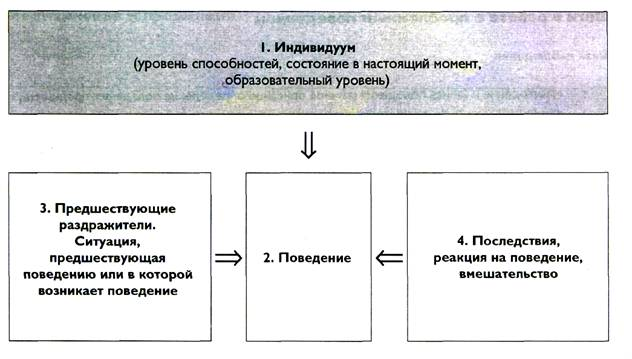 1. Индивидуум
(уровень способностей, состояние в настоящий момент,
образовательный уровень)
3. Предшествующие
раздражители.
Ситуация,
предшествующая
поведению или в которой
возникает поведение
2. Поведение
4. Последствия,
реакция на поведение,
вмешательство